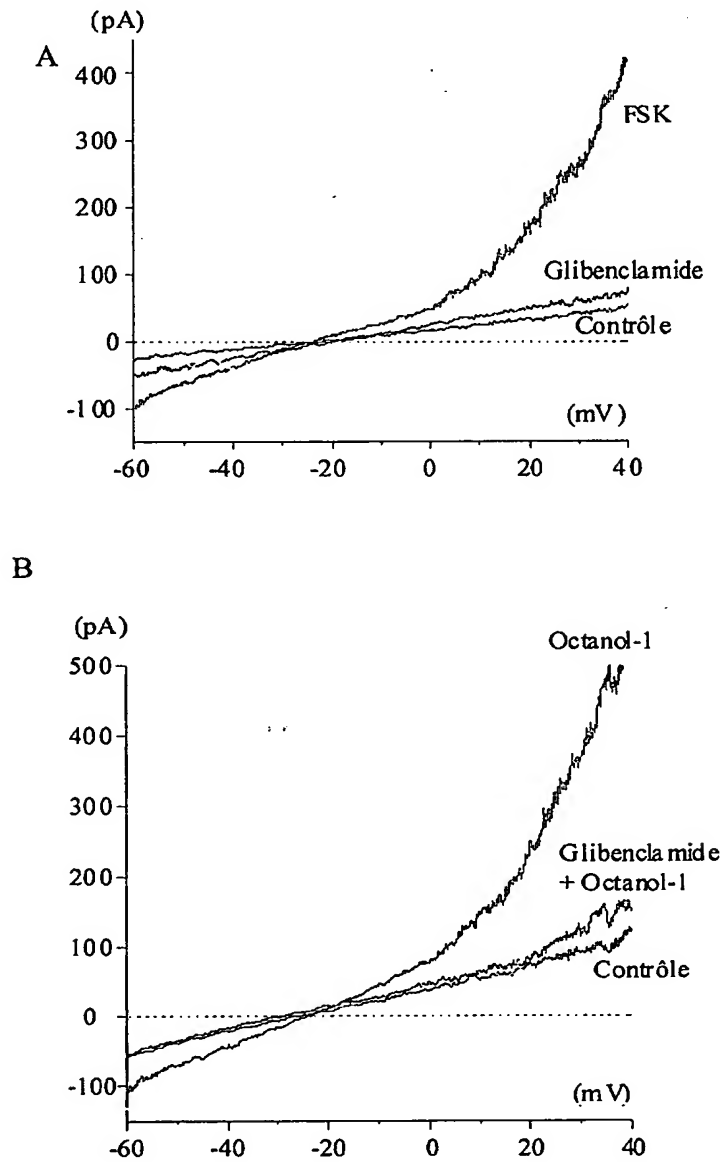 (pA)
A
400
FSK
300
200
Glibenclamide
100
Contrôle
0
-100
(mV)
-60 -40 -20 0 20 40
B
(pA)
Octanol-1
500
400
300
Glibenclamide
+ Octanol-1
200
100
Contrôle
0
-100
(mV)
-60 -40 -20 0 20 40